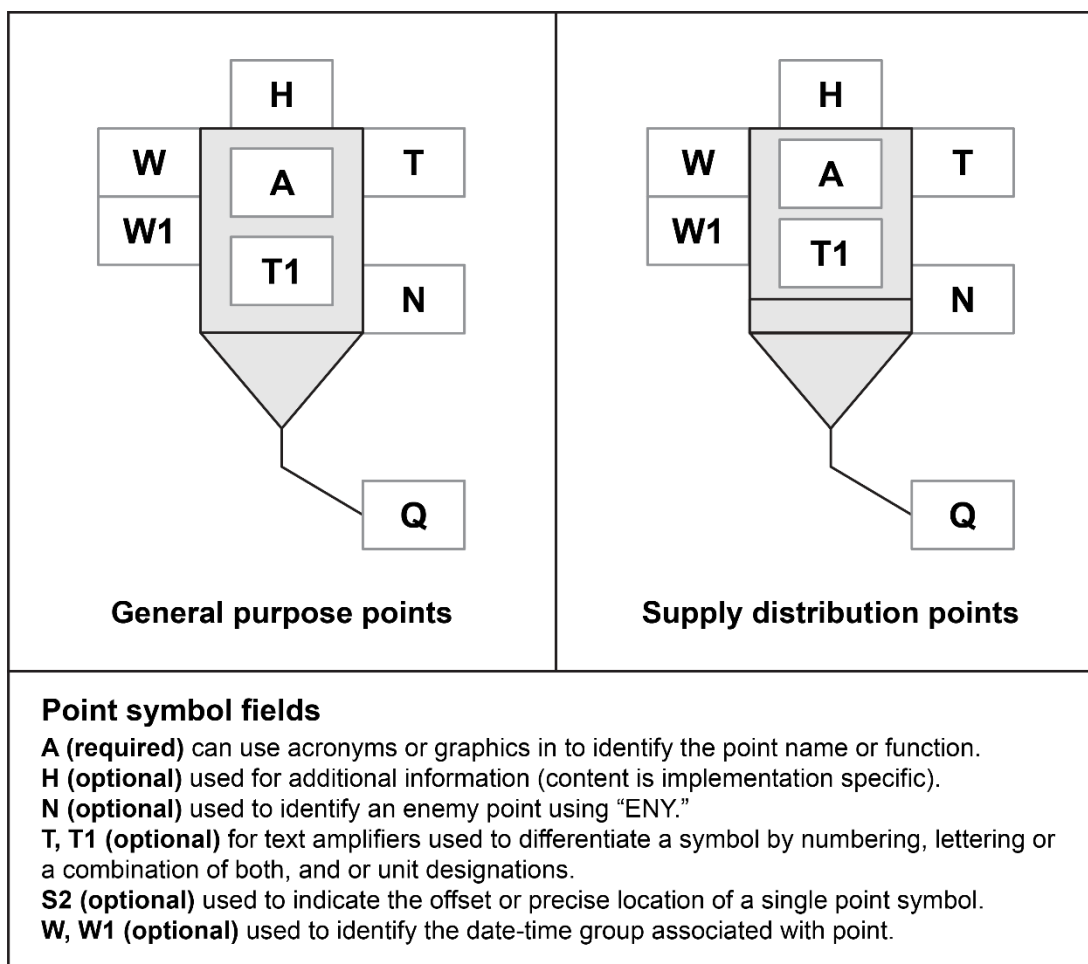 H
W
A
T
W1
T1
N
Q
General purpose points
H
W
A
T
W1
T1
N
Q
Supply distribution points
Point symbol fields
A (required) can use acronyms or graphics in to identify the point name or function.
H (optional) used for additional information (content is implementation specific).
N (optional) used to identify an enemy point using “ENY.”
T, T1 (optional) for text amplifiers used to differentiate a symbol by numbering, lettering or
a combination of both, and or unit designations.
S2 (optional) used to indicate the offset or precise location of a single point symbol.
W, W1 (optional) used to identify the date-time group associated with point.